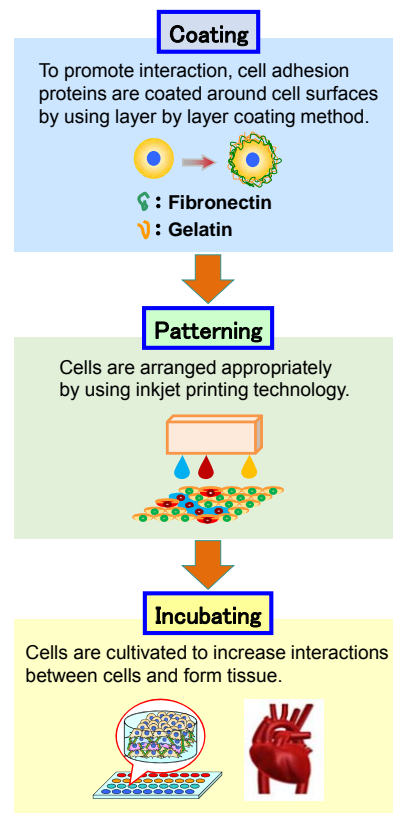 Coating
To promote interaction, cell adhesion
proteins are coated around cell surfaces
by using layer by layer coating method.
: Fibronectin
: Gelatin
Patterning
Cells are arranged appropriately
by using inkjet printing technology.
Incubating
Cells are cultivated to increase interactions
between cells and form tissue.